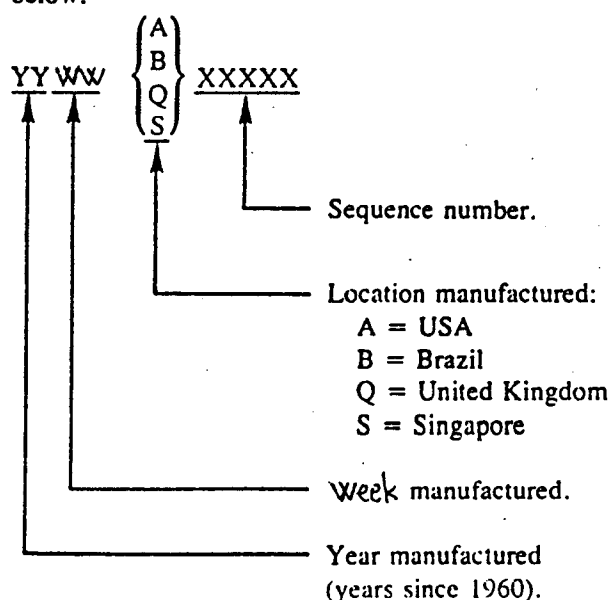 below:
A
B
YY WW Q XXXXX
S
Sequence number.
Location manufactured:
A = USA
B = Brazil
Q = United Kingdom
S = Singapore
Week manufactured.
Year manufactured
(years since 1960).